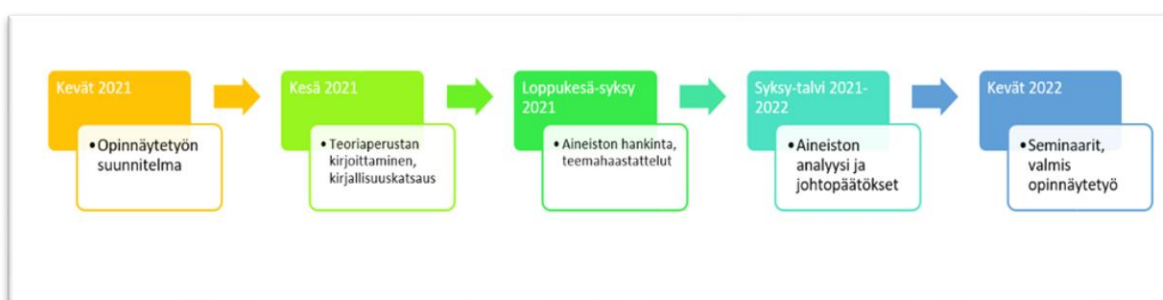 Kevät 2021
• Opinnäytetyön
suunnitelma
Kesä 2021
• Teoriaperustan
kirjoittaminen,
kirjallisuuskatsaus
Loppukesä-syksy
2021
• Aineiston hankinta,
teemahaastattelut
Syksy-talvi 2021-
2022
• Aineiston
analyysi ja
johtopäätökset
Kevät 2022
• Seminaarit,
valmis
opinnäytetyö